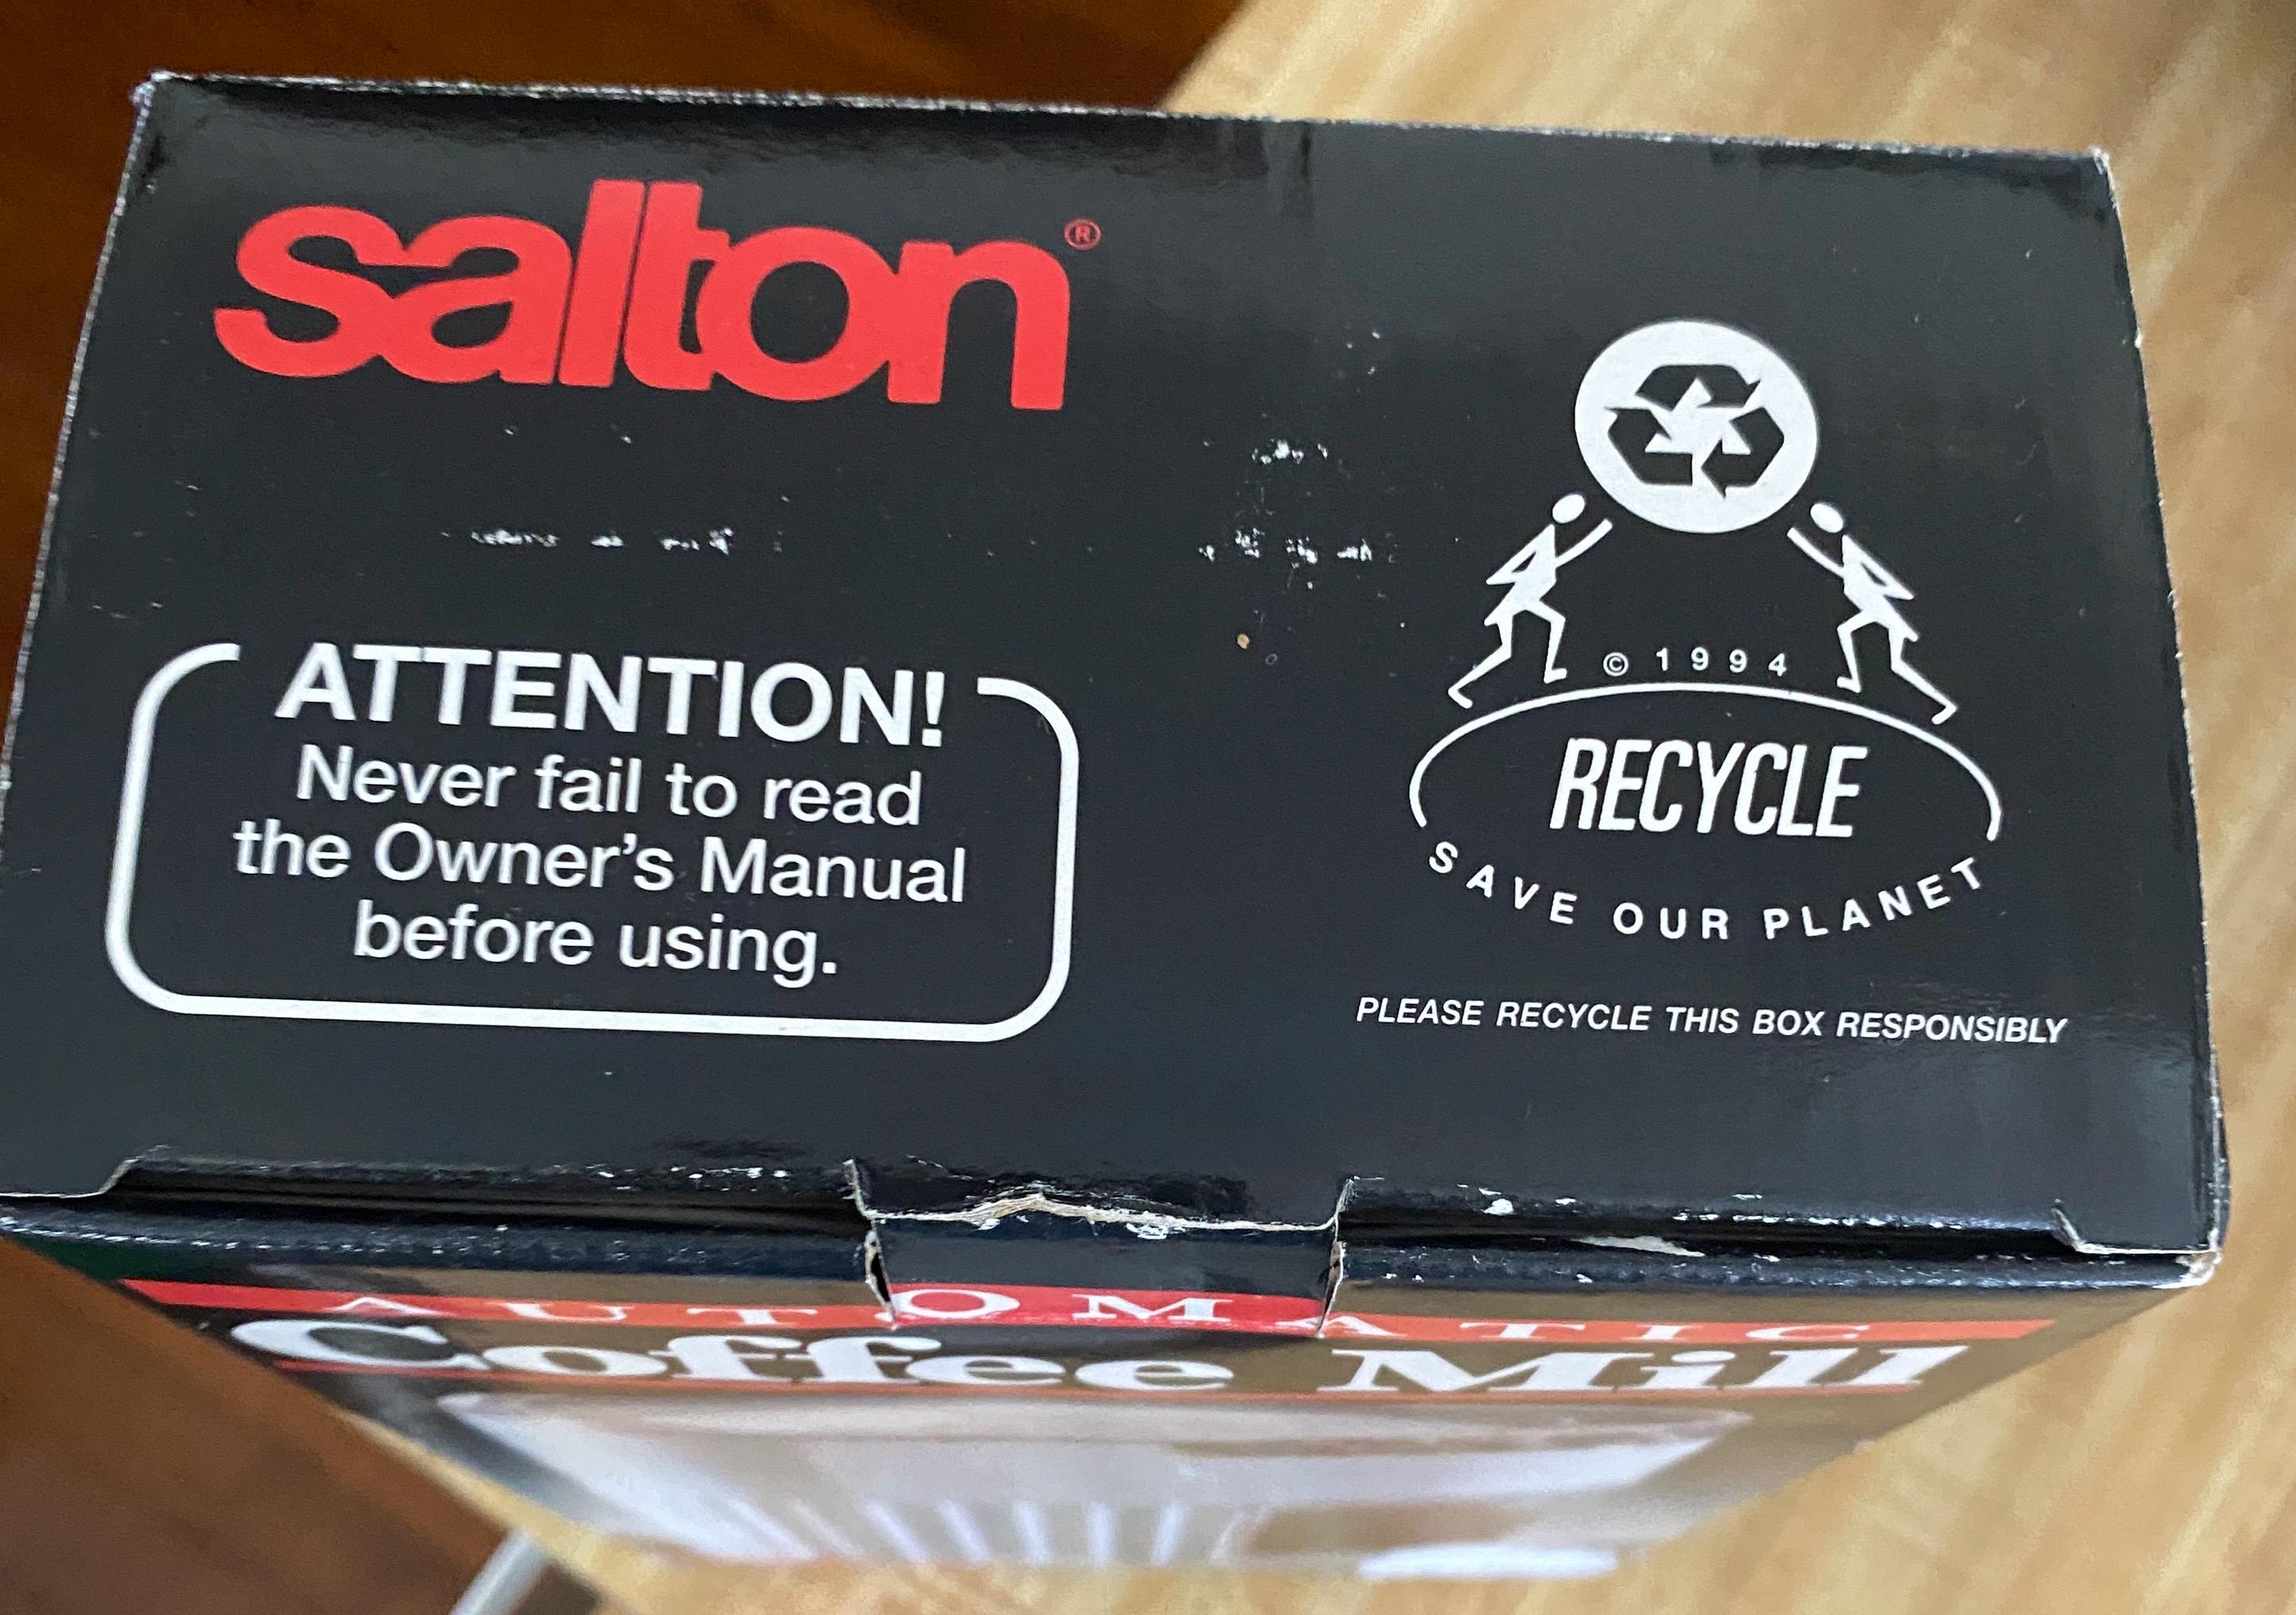 salton®
ATTENTION!
Never fail to read
the Owner's Manual
before using.
© 1994
RECYCLE
SAVE OUR PLANET
PLEASE RECYCLE THIS BOX RESPONSIBLY
AUTOMATIC
Coffee Mill